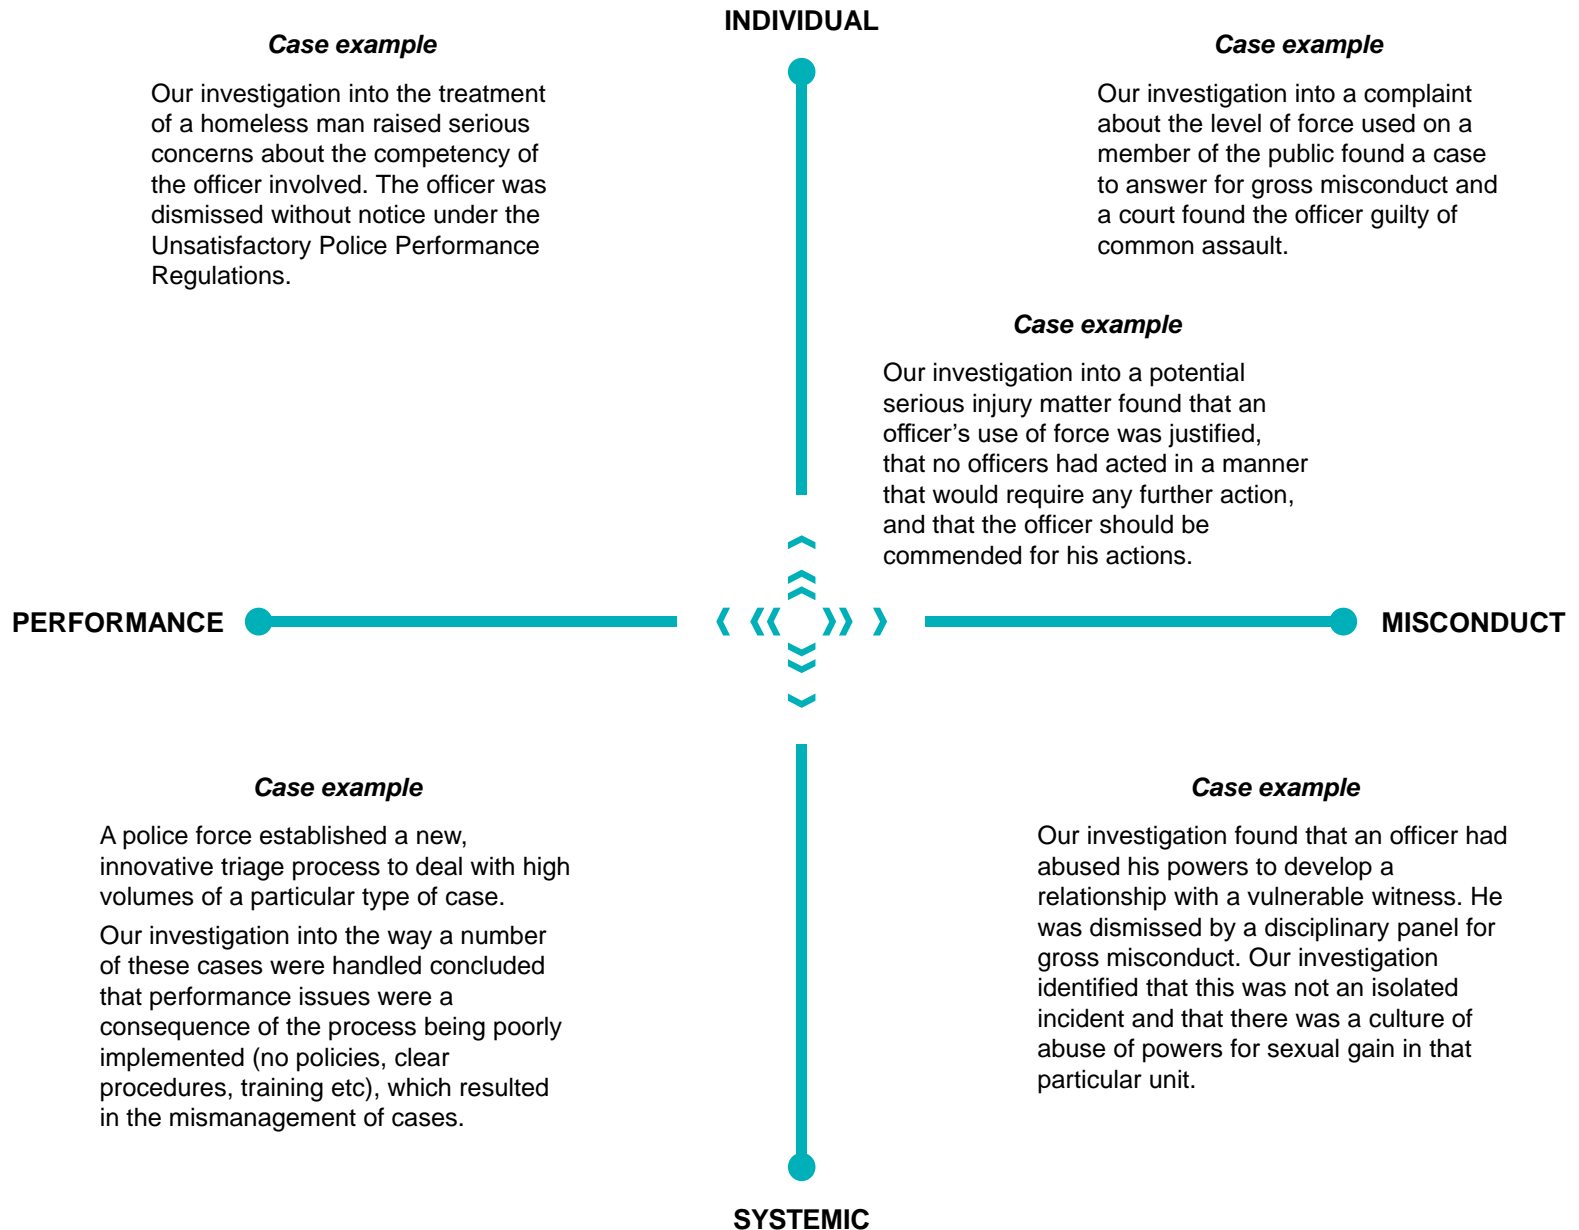 INDIVIDUAL
Case example
Our investigation into the treatment
of a homeless man raised serious
concerns about the competency of
the officer involved. The officer was
dismissed without notice under the
Unsatisfactory Police Performance
Regulations.
Case example
Our investigation into a complaint
about the level of force used on a
member of the public found a case
to answer for gross misconduct and
a court found the officer guilty of
common assault.
Case example
Our investigation into a potential
serious injury matter found that an
officer’s use of force was justified,
that no officers had acted in a manner
that would require any further action,
and that the officer should be
commended for his actions.
PERFORMANCE
MISCONDUCT
Case example
A police force established a new,
innovative triage process to deal with high
volumes of a particular type of case.
Our investigation into the way a number
of these cases were handled concluded
that performance issues were a
consequence of the process being poorly
implemented (no policies, clear
procedures, training etc), which resulted
in the mismanagement of cases.
Case example
Our investigation found that an officer had
abused his powers to develop a
relationship with a vulnerable witness. He
was dismissed by a disciplinary panel for
gross misconduct. Our investigation
identified that this was not an isolated
incident and that there was a culture of
abuse of powers for sexual gain in that
particular unit.
SYSTEMIC